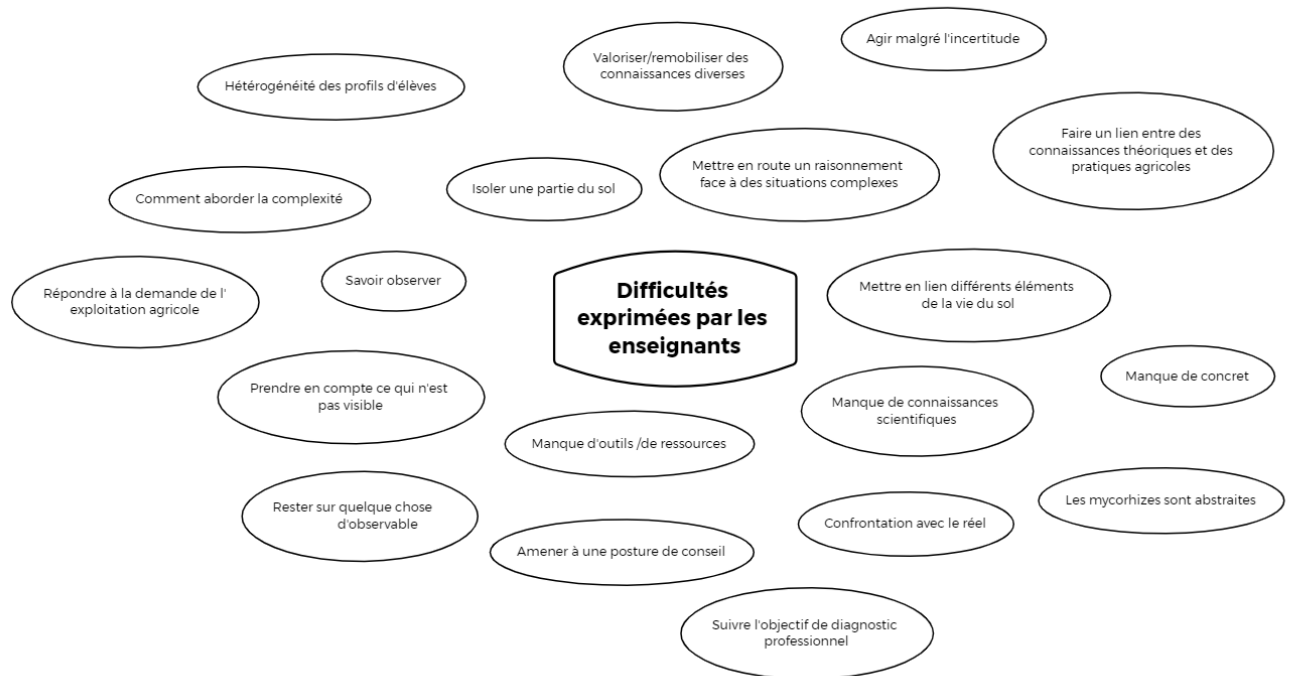 Agir malgré l'incertitude
Valoriser/remobiliser des
connaissances diverses
Hétérogénéité des profils d'élèves
Faire un lien entre des
connaissances théoriques et des
pratiques agricoles
Mettre en route un raisonnement
face à des situations complexes
Isoler une partie du sol
Comment aborder la complexité
Savoir observer
Répondre à la demande de l'
exploitation agricole
Difficultés
exprimées par les
enseignants
Mettre en lien différents éléments
de la vie du sol
Manque de concret
Prendre en compte ce qui n'est
pas visible
Manque de connaissances
scientifiques
Manque d'outils /de ressources
Les mycorhizes sont abstraites
Rester sur quelque chose
d'observable
Confrontation avec le réel
Amener à une posture de conseil
Suivre l'objectif de diagnostic
professionnel